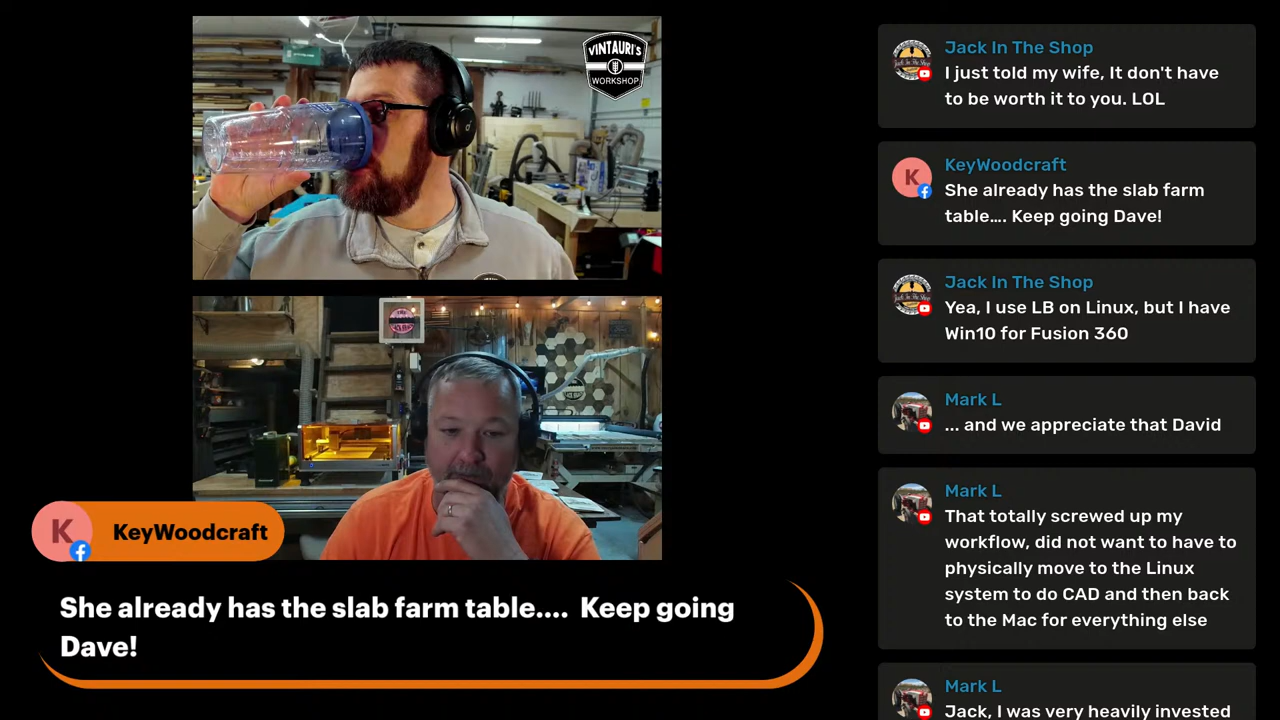 VINTAURI'S
WORKSHOP
KeyWoodcraft
She already has the slab farm table.... Keep going
Dave!
Jack In The Shop
I just told my wife, It don't have
to be worth it to you. LOL
K
KeyWoodcraft
She already has the slab farm
table.... Keep going Dave!
Jack In The Shop
Yea, I use LB on Linux, but I have
Win10 for Fusion 360
Mark L
... and we appreciate that David
Mark L
That totally screwed up my
workflow, did not want to have to
physically move to the Linux
system to do CAD and then back
to the Mac for everything else
Mark L
Jack, I was very heavily invested
K